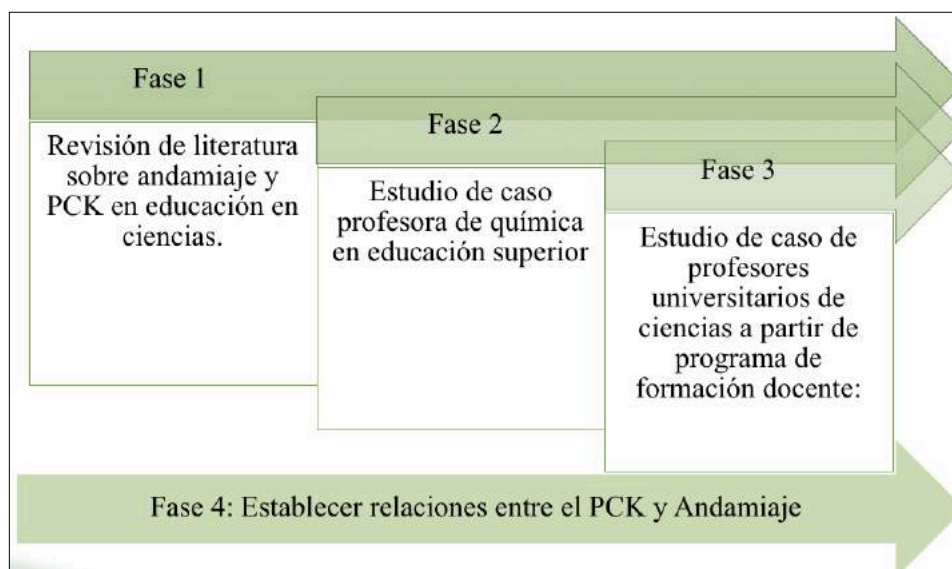 Fase 1
Revisión de literatura
sobre andamiaje y
PCK en educación en
ciencias.
Fase 2
Estudio de caso
profesora de química
en educación superior
Fase 3
Estudio de caso de
profesores
universitarios de
ciencias a partir de
programa de
formación docente:
Fase 4: Establecer relaciones entre el PCK y Andamiaje